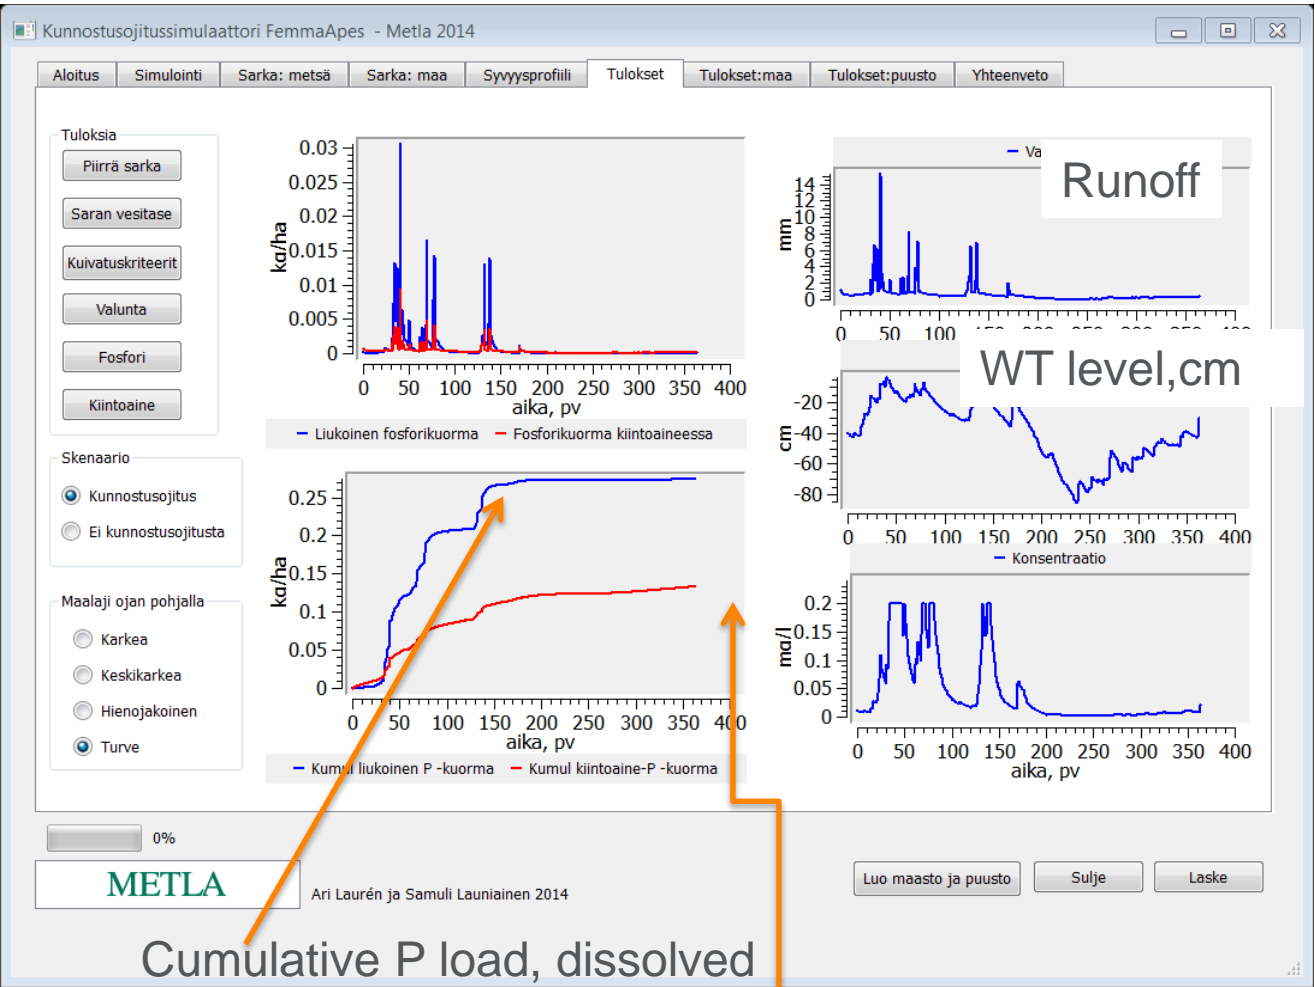 Kunnostusojitussimulaattori FemmaApes - Metla 2014
Aloitus Simulointi Sarka: metsä Sarka: maa Syvyysprofiili Tulokset Tulokset:maa Tulokset:puusto Yhteenveto
Tuloksia
Piirrä sarka
Saran vesitase
Kuivatuskriteerit
Valunta
Fosfori
Kiintoaine
Skenaario
Kunnostusojitus
Ei kunnostusojitusta
Maalaji ojan pohjalla
Karkea
Keskikarkea
Hienojakoinen
Turve
kg/ha
0.03
0.025
0.02
0.015
0.01
0.005
0
0 50 100 150 200 250 300 350 400
aika, pv
Liukoinen fosforikuorma Fosforikuorma kiintoaineessa
kg/ha
0.25
0.2
0.15
0.1
0.05
0
0 50 100 150 200 250 300 350 400
aika, pv
Kumul liukoinen P -kuorma Kumul kiintoaine-P -kuorma
Va
Runoff
mm
14
12
10
8
6
4
2
0
0 50 100 150 200 250 300 350 400
WT level,cm
cm
-20
-40
-60
-80
0 50 100 150 200 250 300 350 400
Konsentraatio
mg/l
0.2
0.15
0.1
0.05
0
0 50 100 150 200 250 300 350 400
aika, pv
0%
METLA
Ari Laurén ja Samuli Launiainen 2014
Luo maasto ja puusto Sulje Laske
Cumulative P load, dissolved